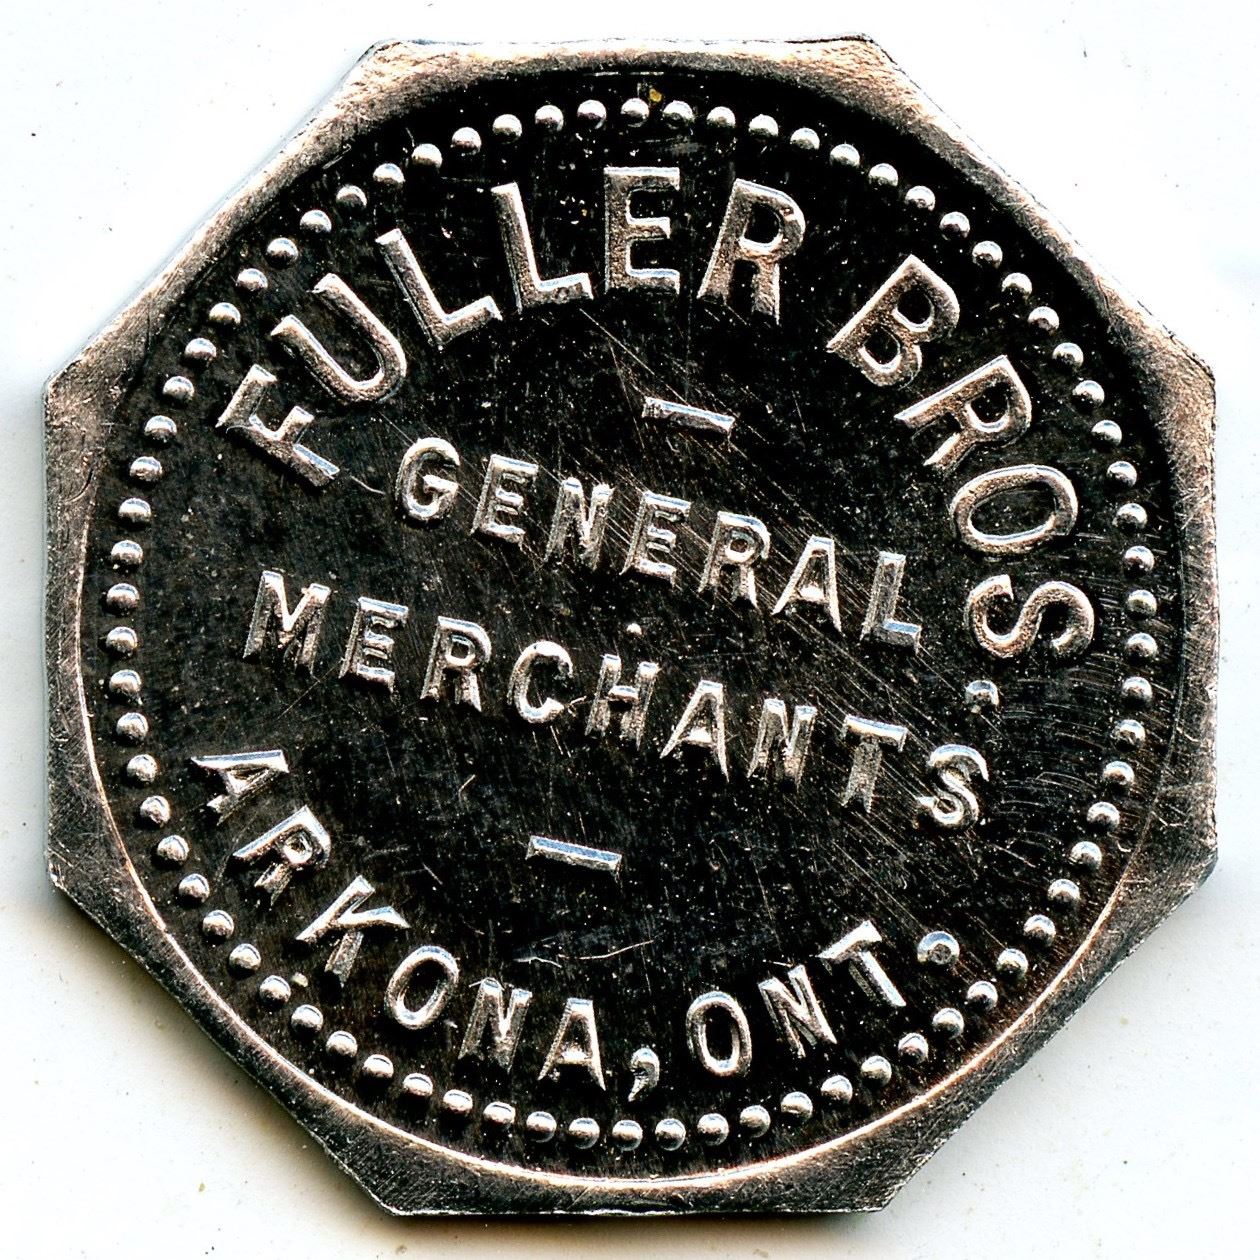 FULLER BROS.
—
GENERAL
MERCHANTS
—
ARKONA, ONT.